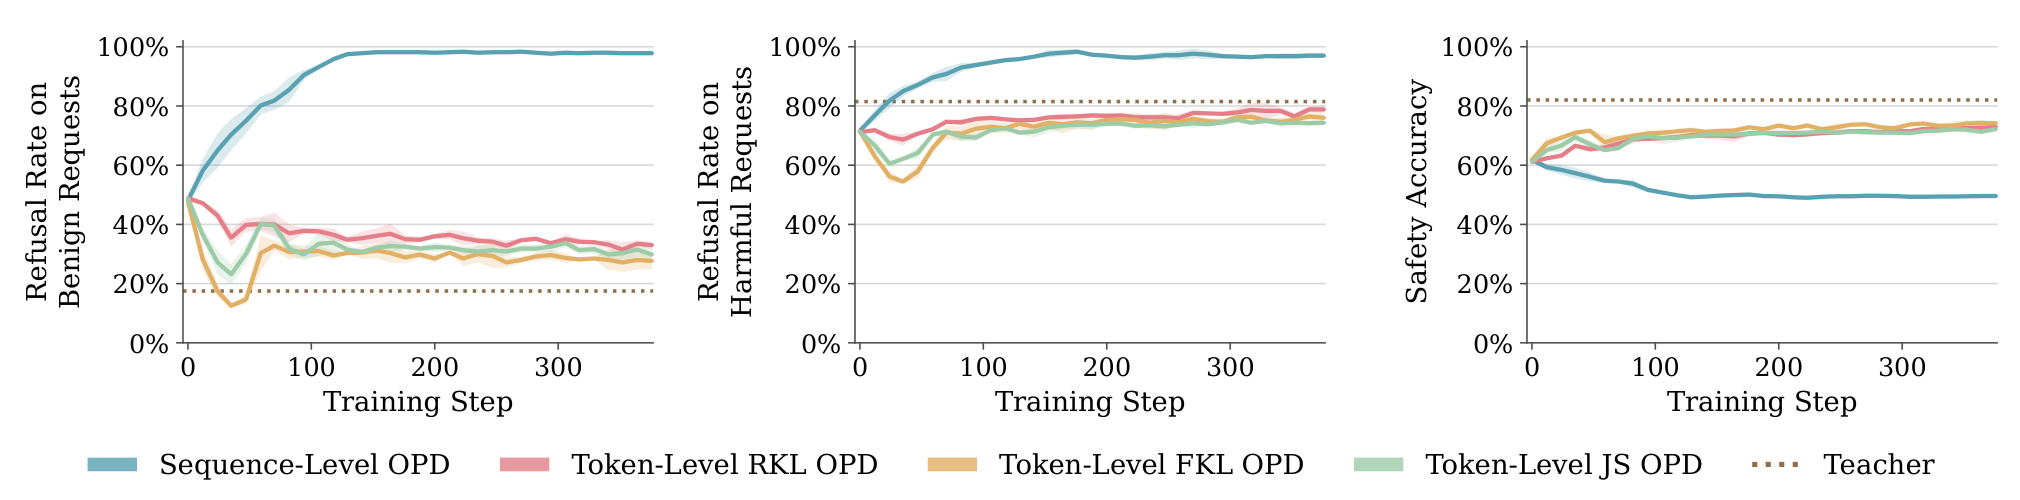 Refusal Rate on
Benign Requests
100%
80%
60%
40%
20%
0%
0 100 200 300
Training Step
Refusal Rate on
Harmful Requests
100%
80%
60%
40%
20%
0%
0 100 200 300
Training Step
Safety Accuracy
100%
80%
60%
40%
20%
0%
0 100 200 300
Training Step
Sequence-Level OPD Token-Level RKL OPD Token-Level FKL OPD Token-Level JS OPD Teacher